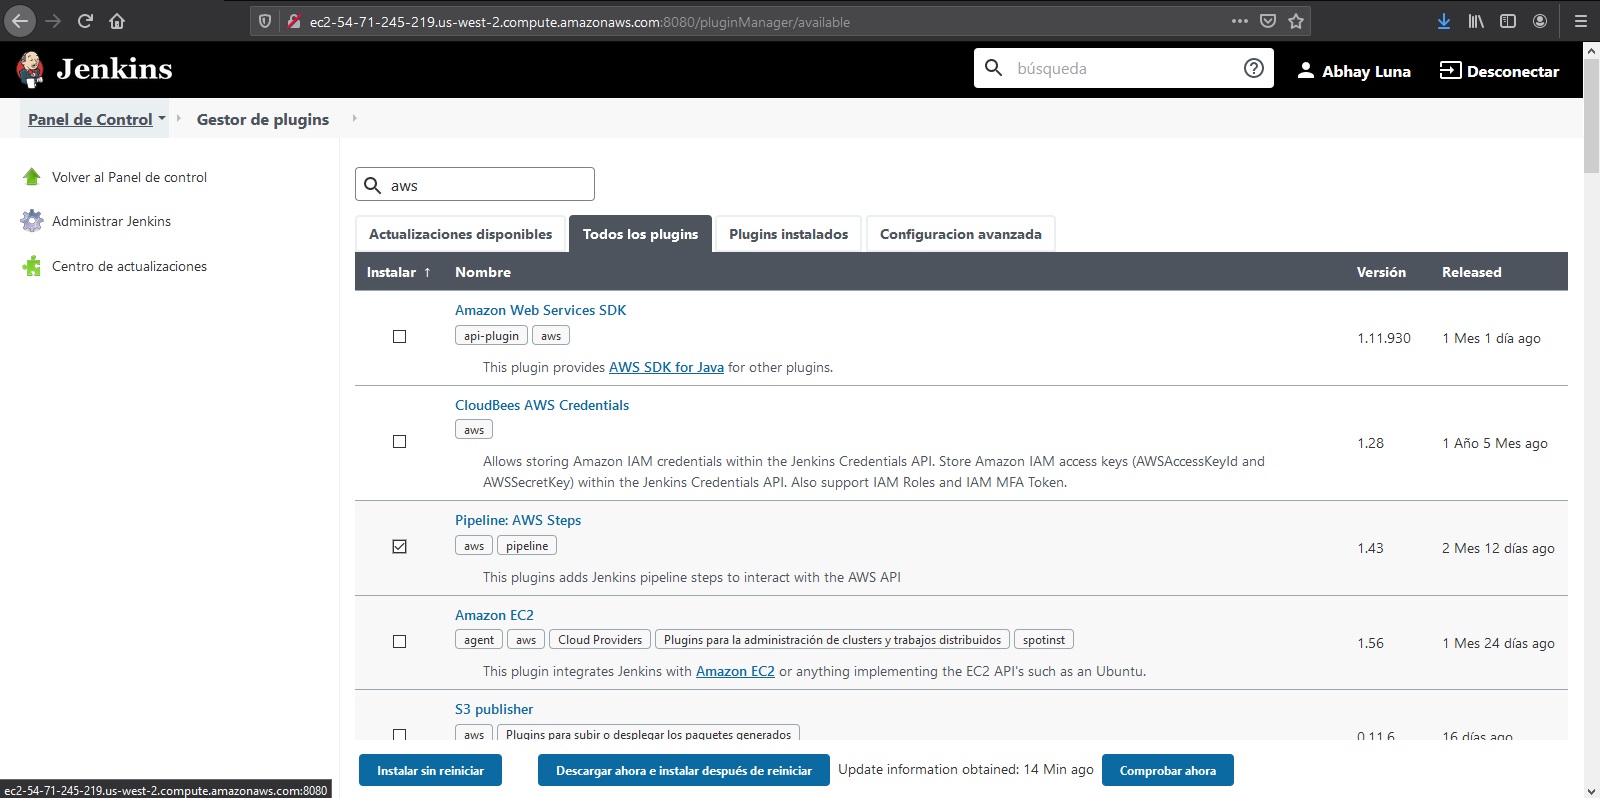 ec2-54-71-245-219.us-west-2.compute.amazonaws.com:8080/pluginManager/available
Jenkins
búsqueda
Abhay Luna
Desconectar
Panel de Control
Gestor de plugins
Volver al Panel de control
Administrar Jenkins
Centro de actualizaciones
aws
Actualizaciones disponibles
Todos los plugins
Plugins instalados
Configuracion avanzada
Instalar ↑ Nombre Versión Released
Amazon Web Services SDK
api-plugin aws
1.11.930 1 Mes 1 día ago
This plugin provides AWS SDK for Java for other plugins.
CloudBees AWS Credentials
aws
1.28 1 Año 5 Mes ago
Allows storing Amazon IAM credentials within the Jenkins Credentials API. Store Amazon IAM access keys (AWSAccessKeyId and
AWSSecretKey) within the Jenkins Credentials API. Also support IAM Roles and IAM MFA Token.
Pipeline: AWS Steps
aws pipeline
1.43 2 Mes 12 días ago
This plugins adds Jenkins pipeline steps to interact with the AWS API
Amazon EC2
agent aws Cloud Providers Plugins para la administración de clusters y trabajos distribuidos spotinst
1.56 1 Mes 24 días ago
This plugin integrates Jenkins with Amazon EC2 or anything implementing the EC2 API's such as an Ubuntu.
S3 publisher
aws Plugins para subir o desplegar los paquetes generados
0.11.6 16 días ago
Instalar sin reiniciar
Descargar ahora e instalar después de reiniciar
Update information obtained: 14 Min ago
Comprobar ahora
ec2-54-71-245-219.us-west-2.compute.amazonaws.com:8080